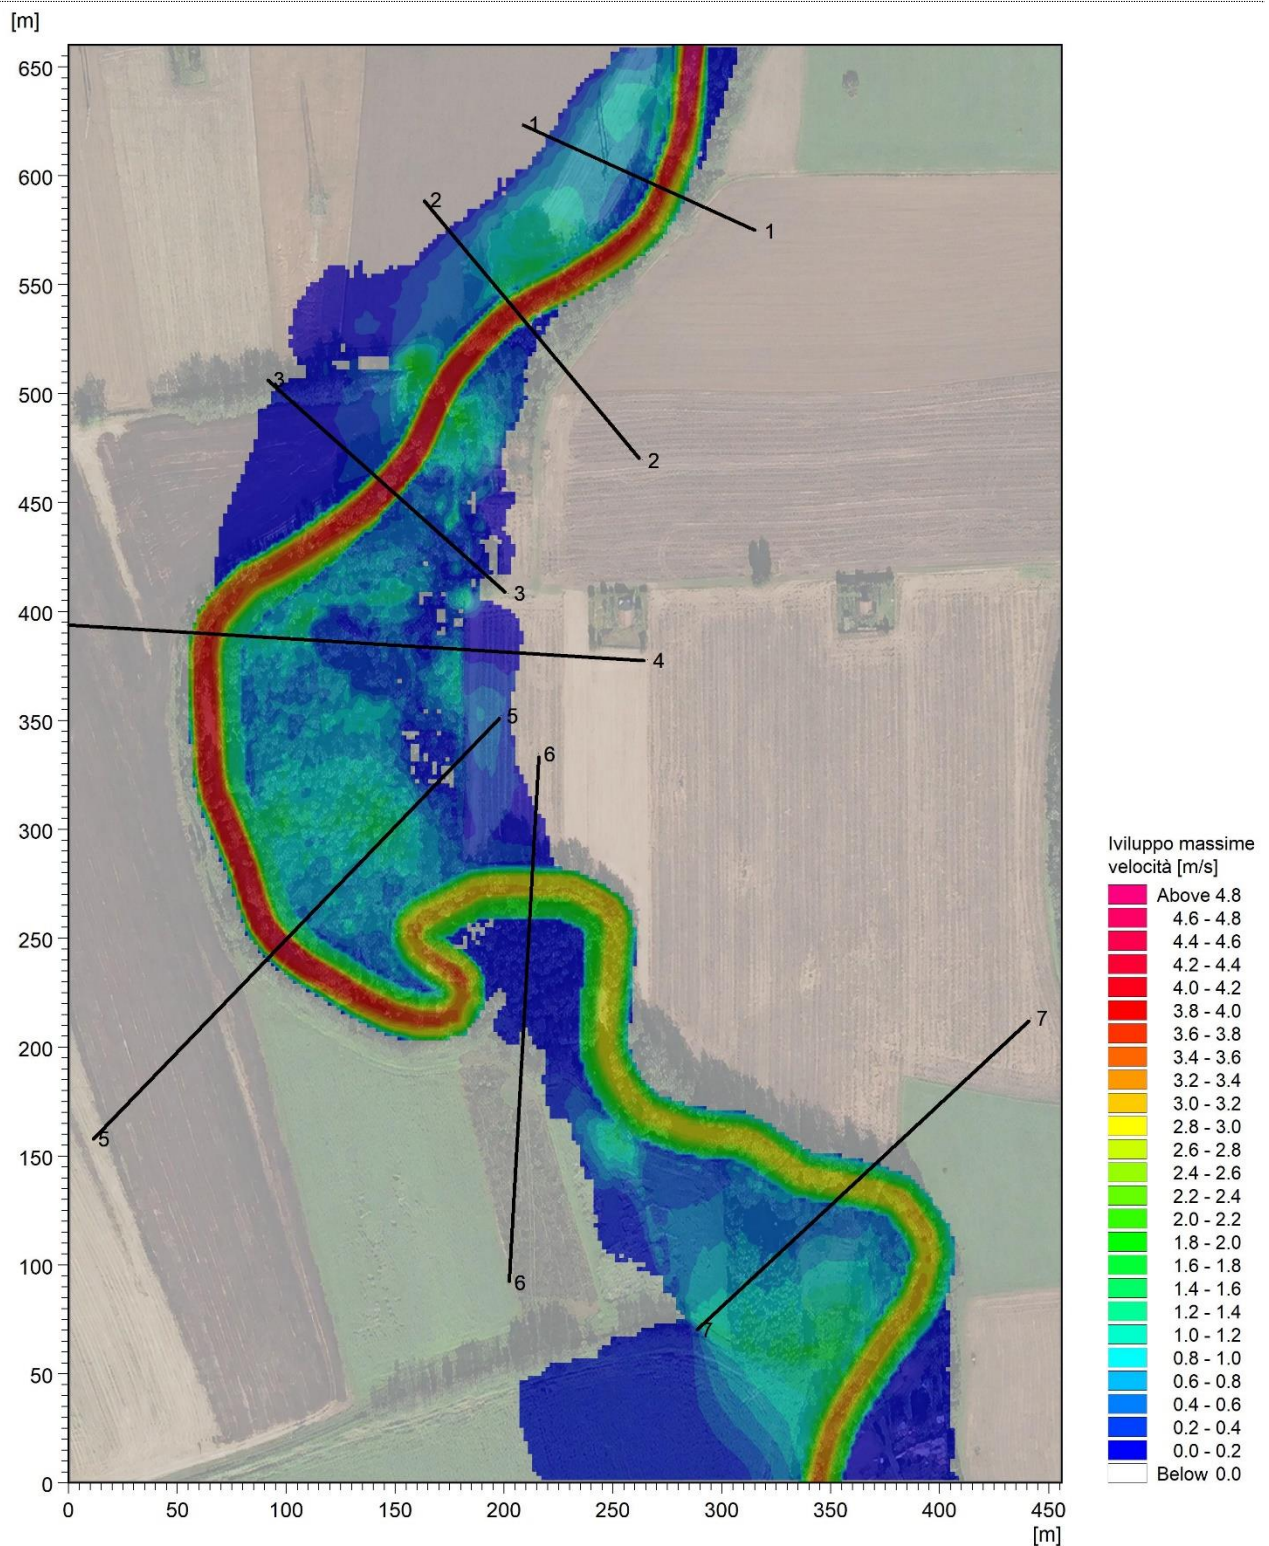 [m]
650
600
550
500
450
400
350
300
250
200
150
100
50
0
0 50 100 150 200 250 300 350 400 450
[m]
1
1
2
2
3
3
4
5
5
6
6
7
7
Iviluppo massime
velocità [m/s]
Above 4.8
4.6 - 4.8
4.4 - 4.6
4.2 - 4.4
4.0 - 4.2
3.8 - 4.0
3.6 - 3.8
3.4 - 3.6
3.2 - 3.4
3.0 - 3.2
2.8 - 3.0
2.6 - 2.8
2.4 - 2.6
2.2 - 2.4
2.0 - 2.2
1.8 - 2.0
1.6 - 1.8
1.4 - 1.6
1.2 - 1.4
1.0 - 1.2
0.8 - 1.0
0.6 - 0.8
0.4 - 0.6
0.2 - 0.4
0.0 - 0.2
Below 0.0